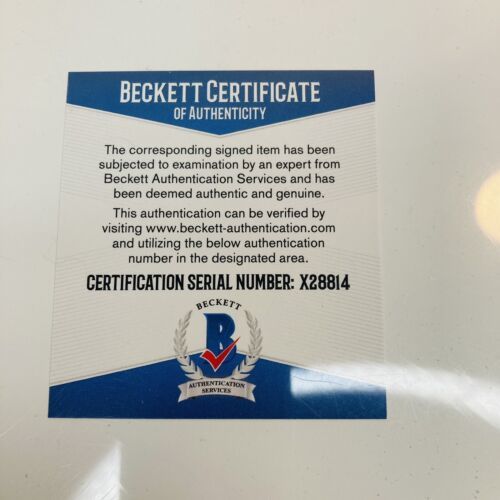 BECKETT CERTIFICATE
OF AUTHENTICITY
The corresponding signed item has been
subjected to examination by an expert from
Beckett Authentication Services and has
been deemed authentic and genuine.
This authentication can be verified by
visiting www.beckett-authentication.com
and utilizing the below authentication
number in the designated area.
CERTIFICATION SERIAL NUMBER: X28814
BECKETT
B
AUTHENTICATION
SERVICES